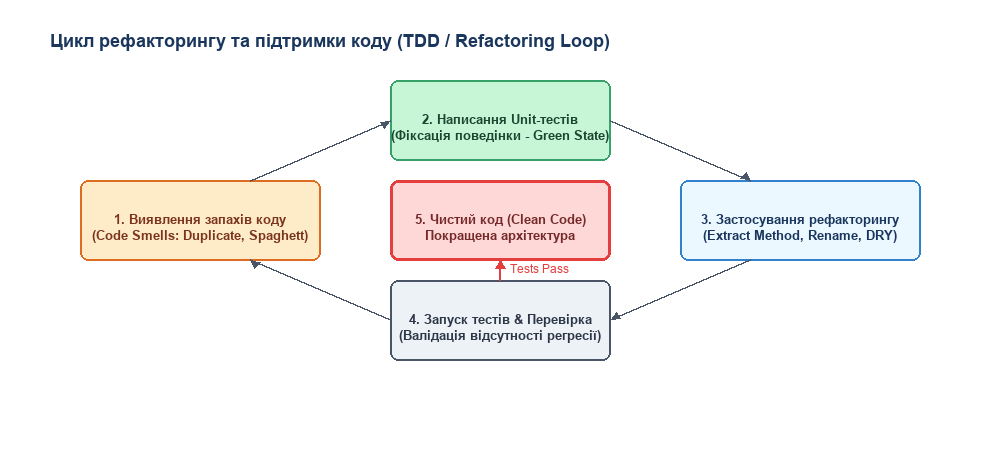 Цикл рефакторингу та підтримки коду (TDD / Refactoring Loop)
2. Написання Unit-тестів
(Фіксація поведінки - Green State)
1. Виявлення запахів коду
(Code Smells: Duplicate, Spaghett)
5. Чистий код (Clean Code)
Покращена архітектура
3. Застосування рефакторингу
(Extract Method, Rename, DRY)
Tests Pass
4. Запуск тестів & Перевірка
(Валідація відсутності регресії)